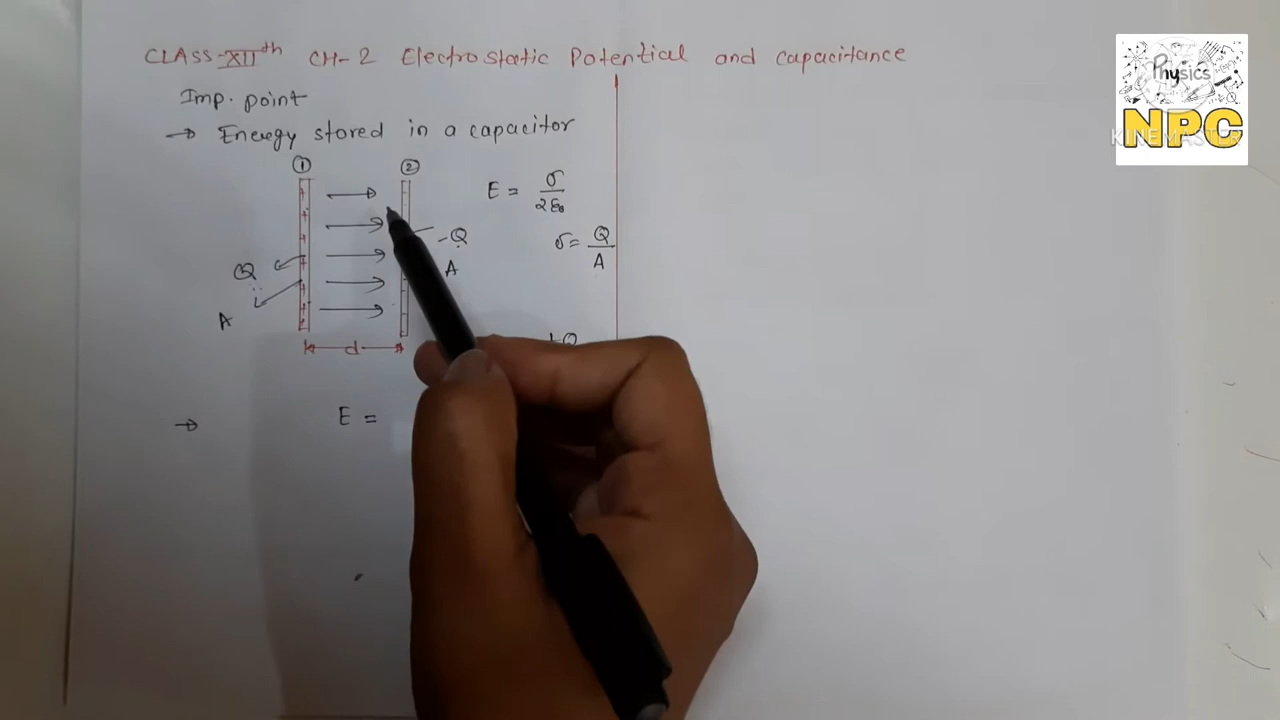 CLASS-XIIth CH-2 Electrostatic Potential and capacitance
Imp. point
→ Energy stored in a capacitor
① ②
E = σ/2ε₀
-Q
σ = Q/A
Q
A
A
d
+Q
→ E =
Physics
NPC
KINEMASTER